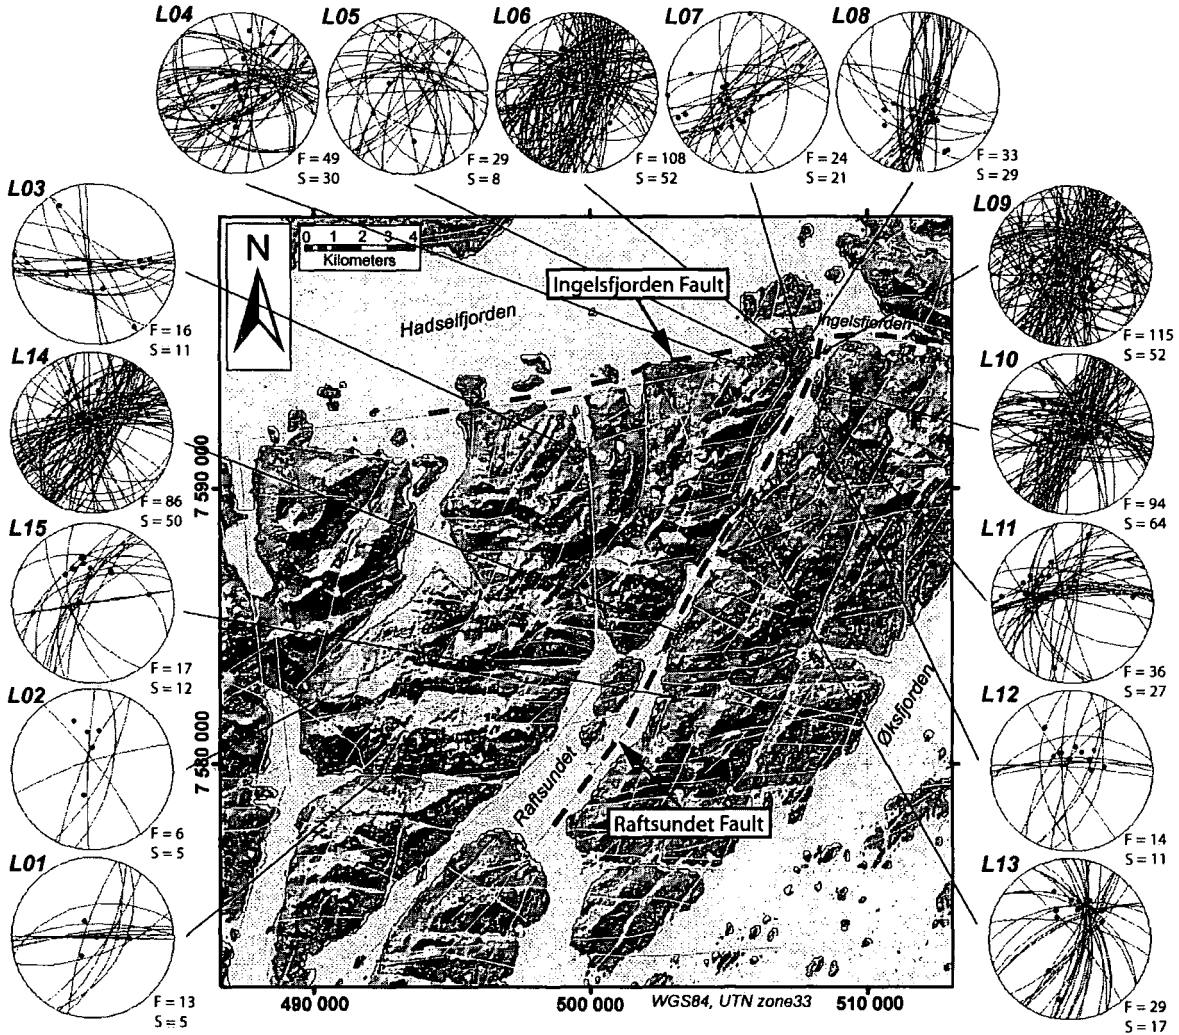 L04
L05
L06
L07
L08
F = 49
S = 30
F = 29
S = 8
F = 108
S = 52
F = 24
S = 21
F = 33
S = 29
L03
F = 16
S = 11
L09
F = 115
S = 52
L14
F = 86
S = 50
L10
F = 94
S = 64
L15
F = 17
S = 12
L11
F = 36
S = 27
L02
F = 6
S = 5
L12
F = 14
S = 11
L01
F = 13
S = 5
L13
F = 29
S = 17
N
0 1 2 3 4
Kilometers
Ingelsfjorden Fault
Hadselfjorden
Ingelsfjorden
7 590 000
7 580 000
Øksfjorden
Raftsundet
Raftsundet Fault
480 000
500 000
510 000
WGS84, UTN zone33